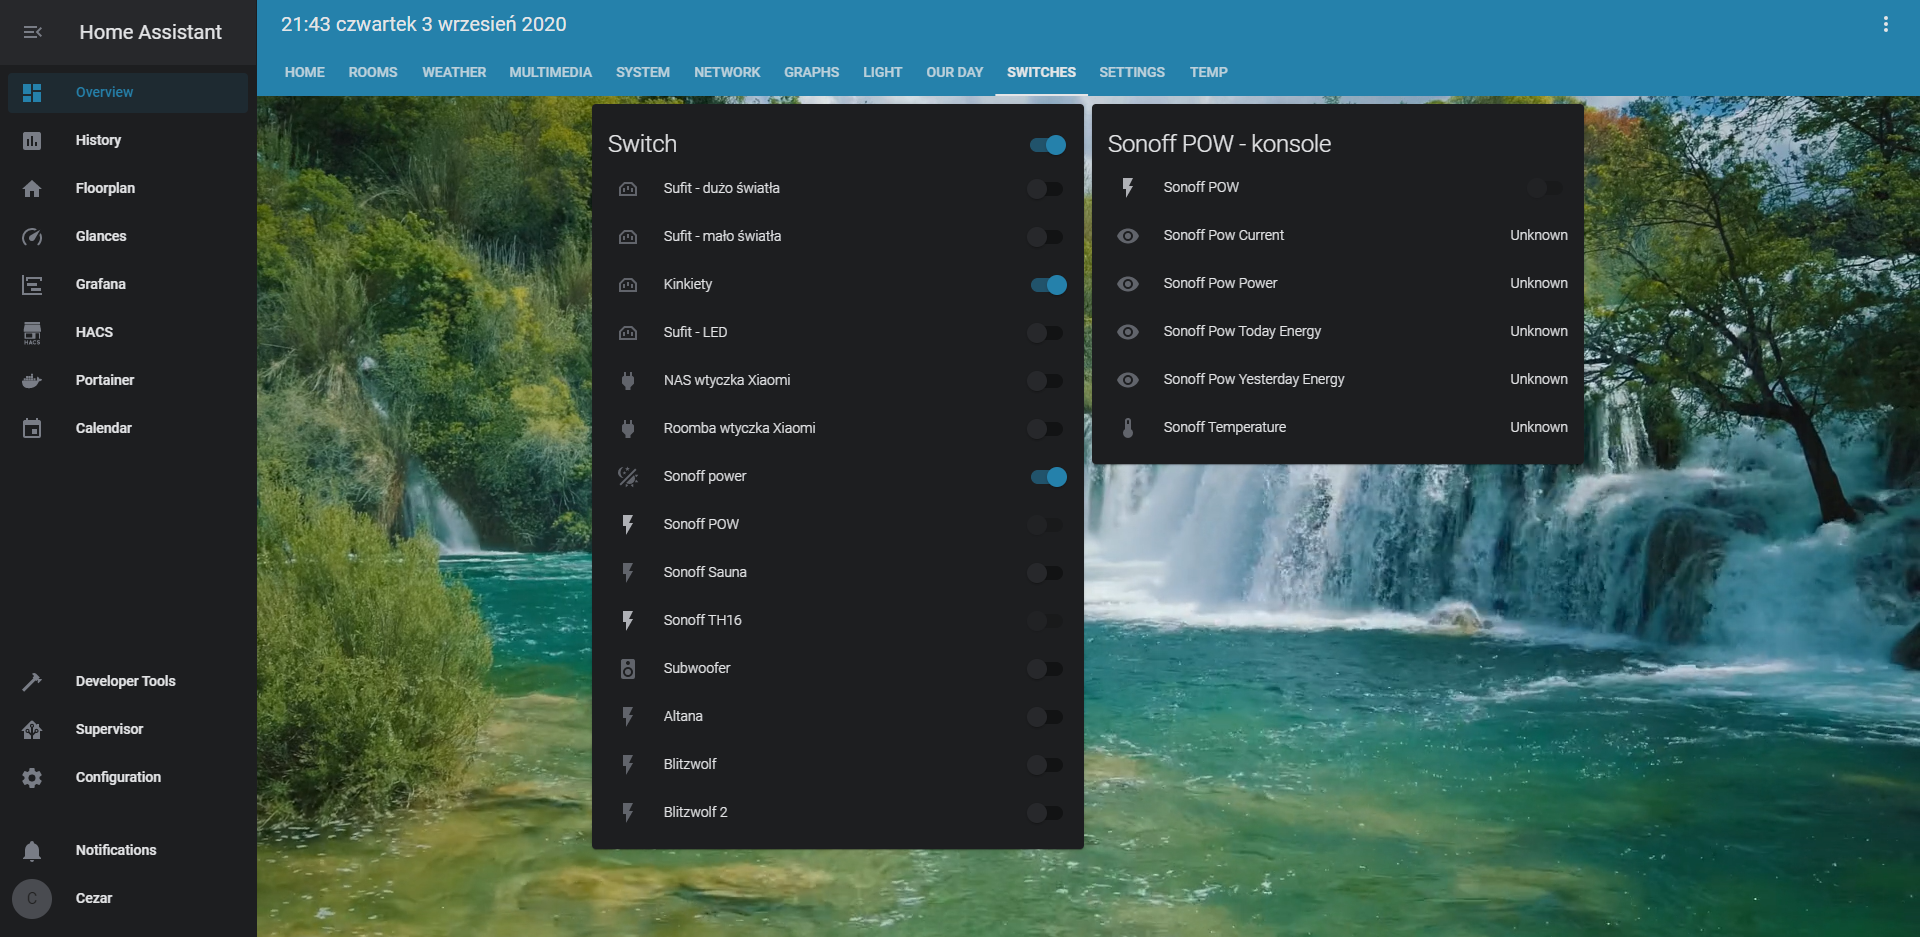 Home Assistant
Overview
History
Floorplan
Glances
Grafana
HACS
HACS
Portainer
Calendar
Developer Tools
Supervisor
Configuration
Notifications
C
Cezar
21:43 czwartek 3 wrzesień 2020
HOME ROOMS WEATHER MULTIMEDIA SYSTEM NETWORK GRAPHS LIGHT OUR DAY SWITCHES SETTINGS TEMP
Switch
Sufit - dużo światła
Sufit - mało światła
Kinkiety
Sufit - LED
NAS wtyczka Xiaomi
Roomba wtyczka Xiaomi
Sonoff power
Sonoff POW
Sonoff Sauna
Sonoff TH16
Subwoofer
Altana
Blitzwolf
Blitzwolf 2
Sonoff POW - konsole
Sonoff POW
Sonoff Pow Current Unknown
Sonoff Pow Power Unknown
Sonoff Pow Today Energy Unknown
Sonoff Pow Yesterday Energy Unknown
Sonoff Temperature Unknown